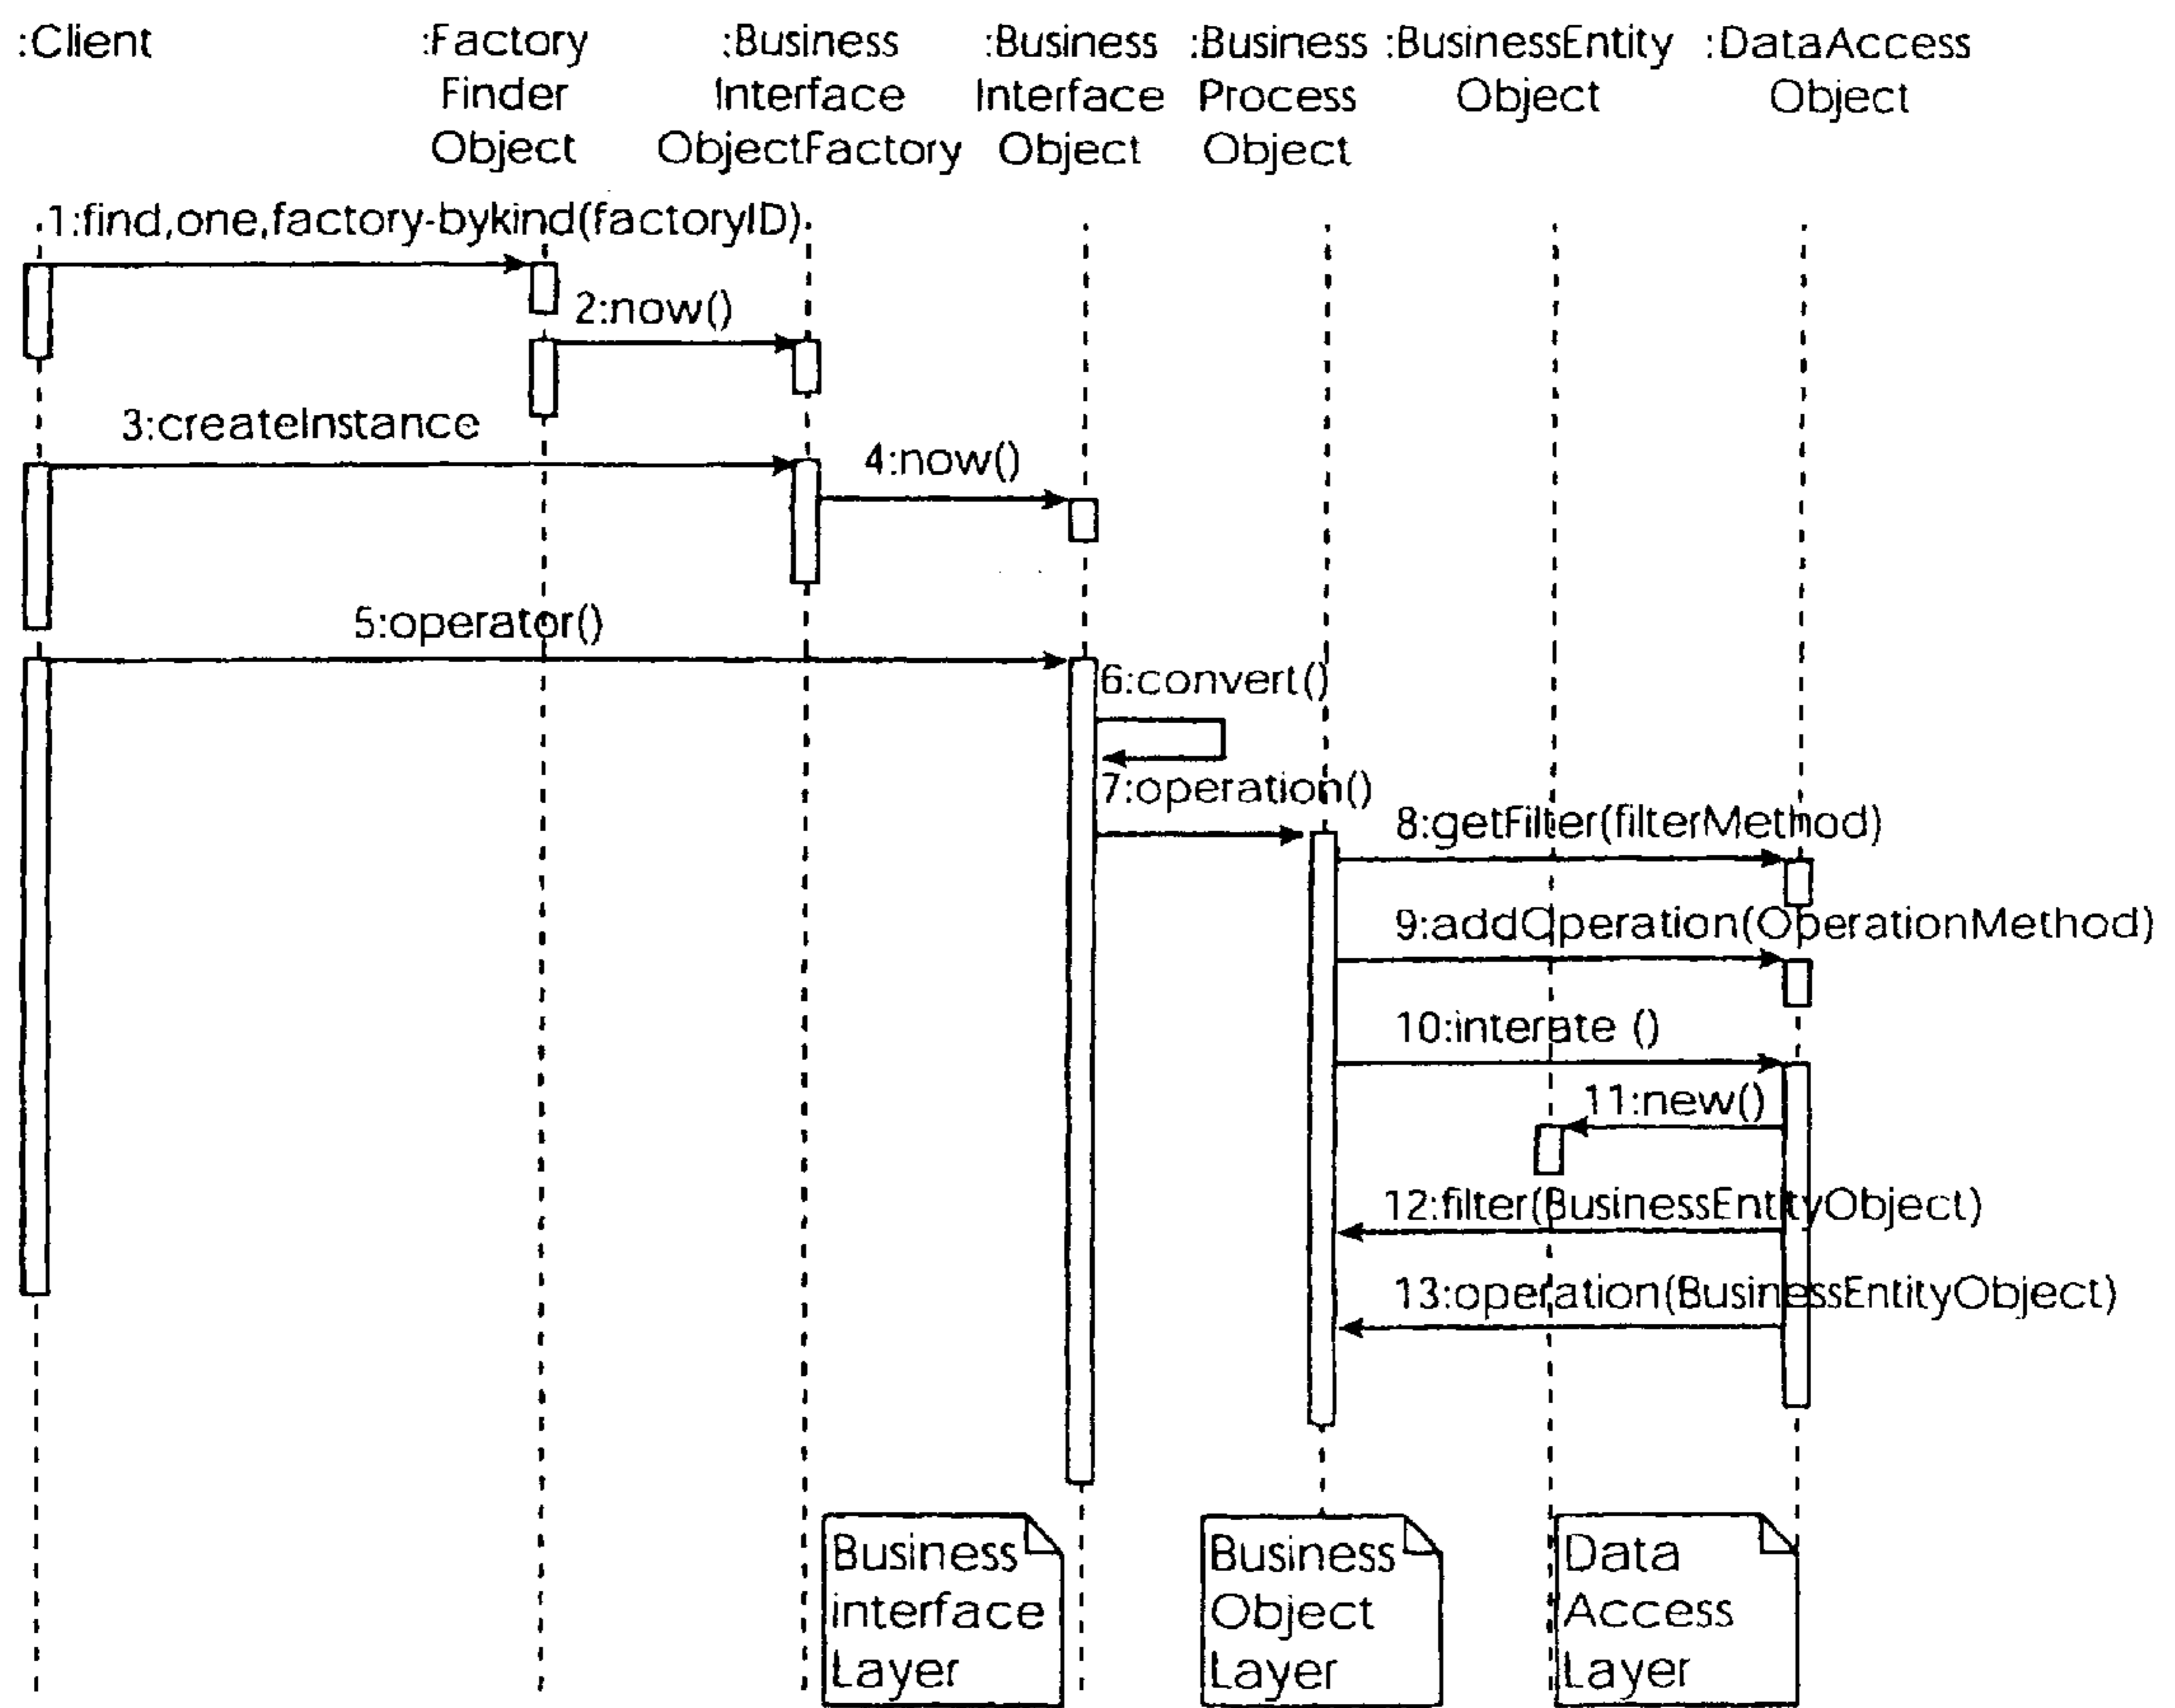 :Client
:Factory
Finder
Object
:Business
Interface
ObjectFactory
:Business
Interface
Object
:Business
Process
Object
:BusinessEntity
Object
:DataAccess
Object
1:find,one,factory-bykind(factoryID)
2:now()
3:createInstance
4:now()
5:operator()
6:convert()
7:operation()
8:getFilter(filterMethod)
9:addOperation(OperationMethod)
10:interate ()
11:new()
12:filter(BusinessEntityObject)
13:operation(BusinessEntityObject)
Business
interface
Layer
Business
Object
Layer
Data
Access
Layer